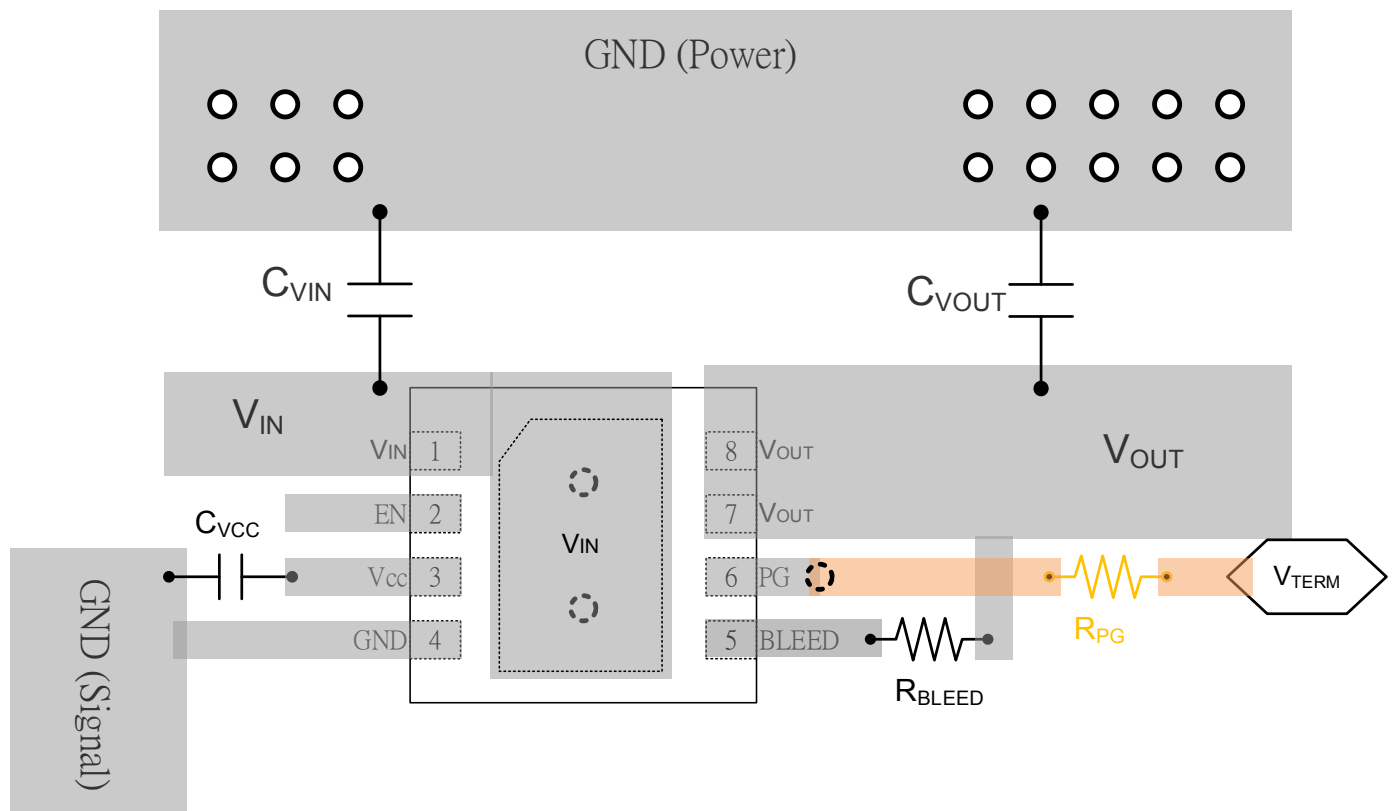 GND (Power)
CVIN
CVOUT
VIN
VOUT
VIN 1
8 VOUT
EN 2
7 VOUT
CVCC
VIN
Vcc 3
6 PG
VTERM
GND 4
5 BLEED
RPG
RBLEED
GND (Signal)